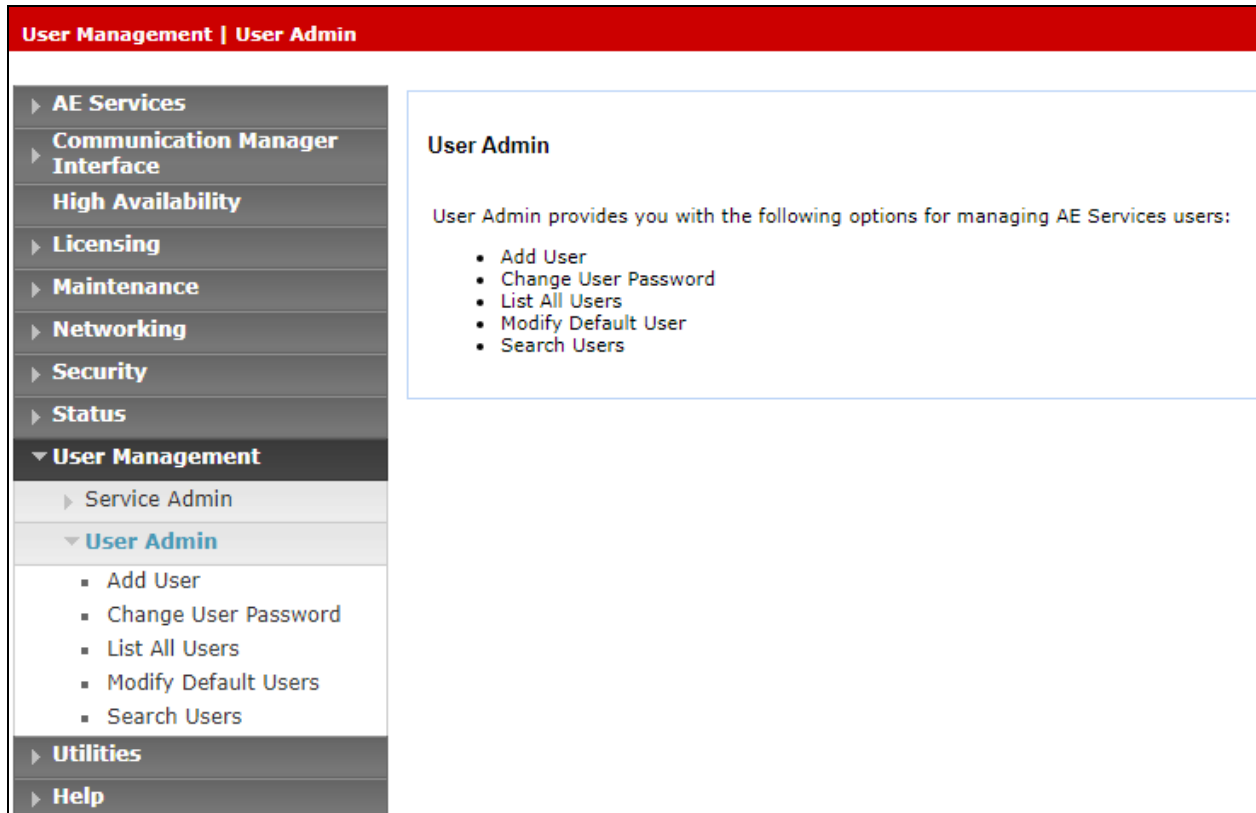 User Management | User Admin
AE Services
Communication Manager
Interface
High Availability
Licensing
Maintenance
Networking
Security
Status
User Management
Service Admin
User Admin
Add User
Change User Password
List All Users
Modify Default Users
Search Users
Utilities
Help
User Admin
User Admin provides you with the following options for managing AE Services users:
Add User
Change User Password
List All Users
Modify Default User
Search Users